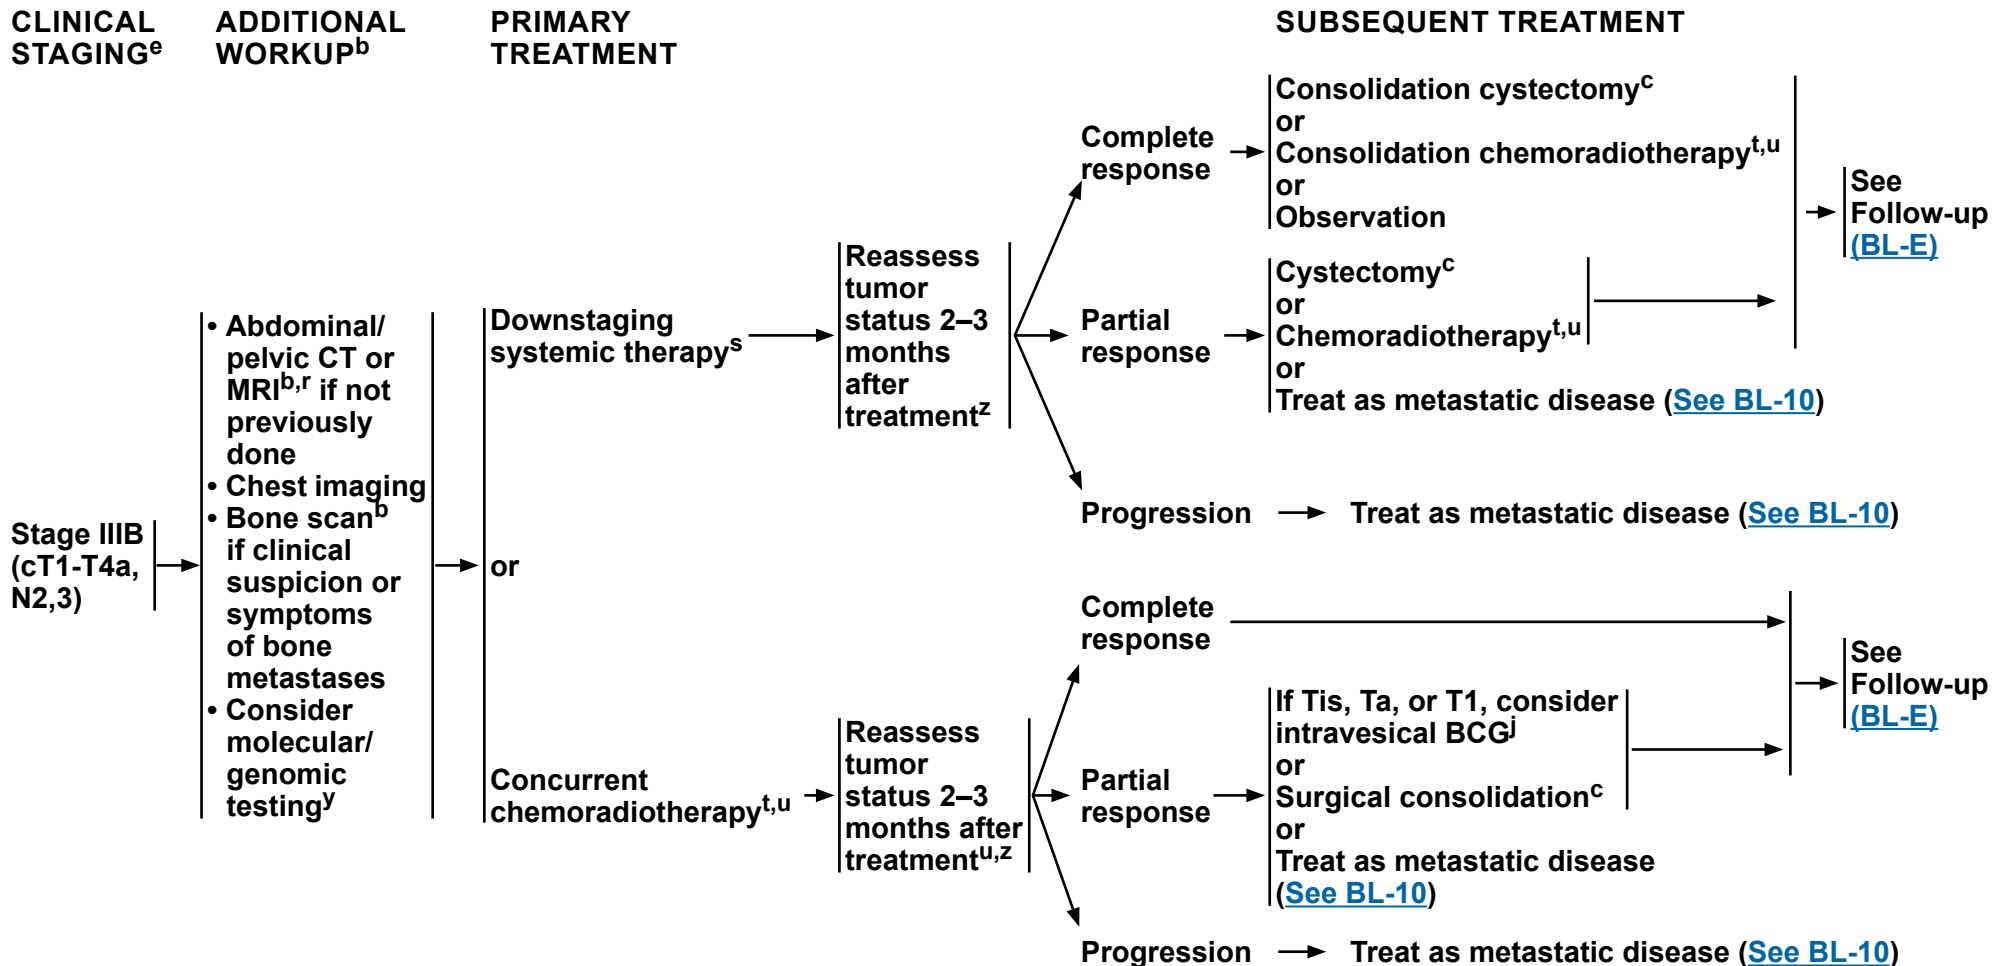 CLINICAL
STAGINGe
ADDITIONAL
WORKUPb
PRIMARY
TREATMENT
SUBSEQUENT TREATMENT
Stage IIIB
(cT1-T4a,
N2,3)
• Abdominal/
pelvic CT or
MRIb,r if not
previously
done
• Chest imaging
• Bone scanb
if clinical
suspicion or
symptoms
of bone
metastases
• Consider
molecular/
genomic
testingy
Downstaging
systemic therapys
or
Concurrent
chemoradiotherapyt,u
Reassess
tumor
status 2–3
months
after
treatmentz
Complete
response
Consolidation cystectomyc
or
Consolidation chemoradiotherapyt,u
or
Observation
Partial
response
Cystectomyc
or
Chemoradiotherapyt,u
or
Treat as metastatic disease (See BL-10)
See
Follow-up
(BL-E)
Progression
Treat as metastatic disease (See BL-10)
Reassess
tumor
status 2–3
months after
treatmentu,z
Complete
response
Partial
response
If Tis, Ta, or T1, consider
intravesical BCGj
or
Surgical consolidationc
or
Treat as metastatic disease
(See BL-10)
See
Follow-up
(BL-E)
Progression
Treat as metastatic disease (See BL-10)